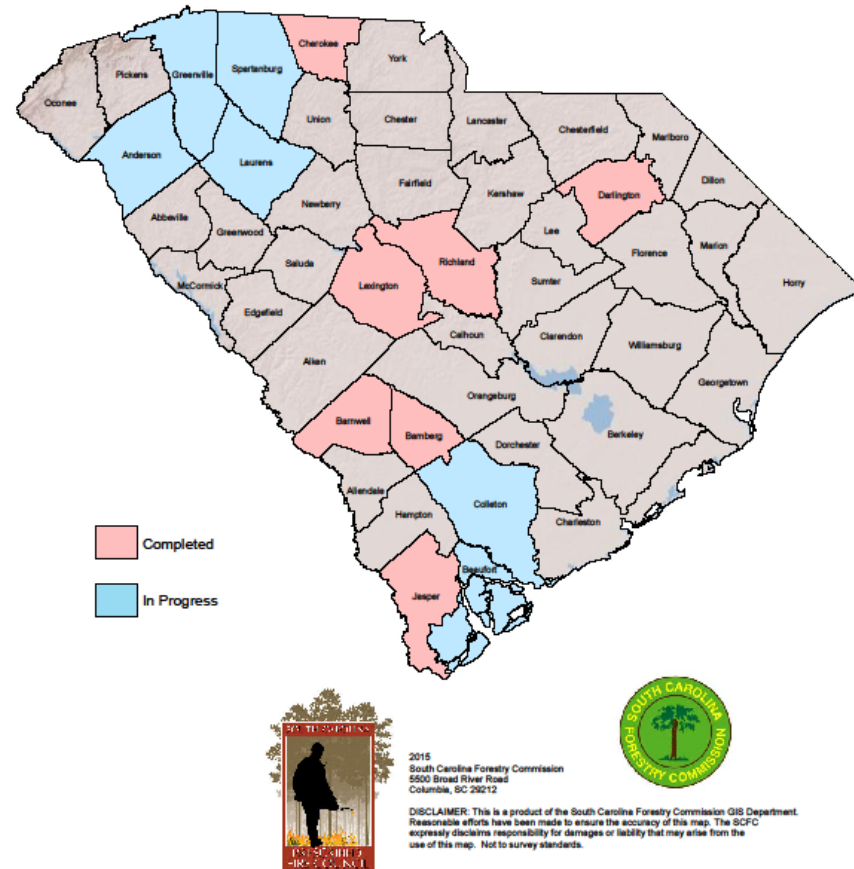 Cherokee
York
Greenville
Spartanburg
Pickens
Oconee
Union
Chester
Lancaster
Chesterfield
Marlboro
Anderson
Laurens
Dillon
Fairfield
Kershaw
Darlington
Newberry
Abbeville
Greenwood
Lee
Marion
Florence
Richland
Saluda
Sumter
Horry
McCormick
Lexington
Edgefield
Calhoun
Clarendon
Williamsburg
Aiken
Georgetown
Orangeburg
Barnwell
Bamberg
Berkeley
Dorchester
Allendale
Colleton
Hampton
Charleston
Completed
Beaufort
Jasper
In Progress
SOUTH CAROLINA
FORESTRY COMMISSION
SOUTH CAROLINA
PRESCRIBED
FIRE COUNCIL
2015
South Carolina Forestry Commission
5500 Broad River Road
Columbia, SC 29212
DISCLAIMER: This is a product of the South Carolina Forestry Commission GIS Department.
Reasonable efforts have been made to ensure the accuracy of this map. The SCFC
expressly disclaims responsibility for damages or liability that may arise from the
use of this map. Not to survey standards.